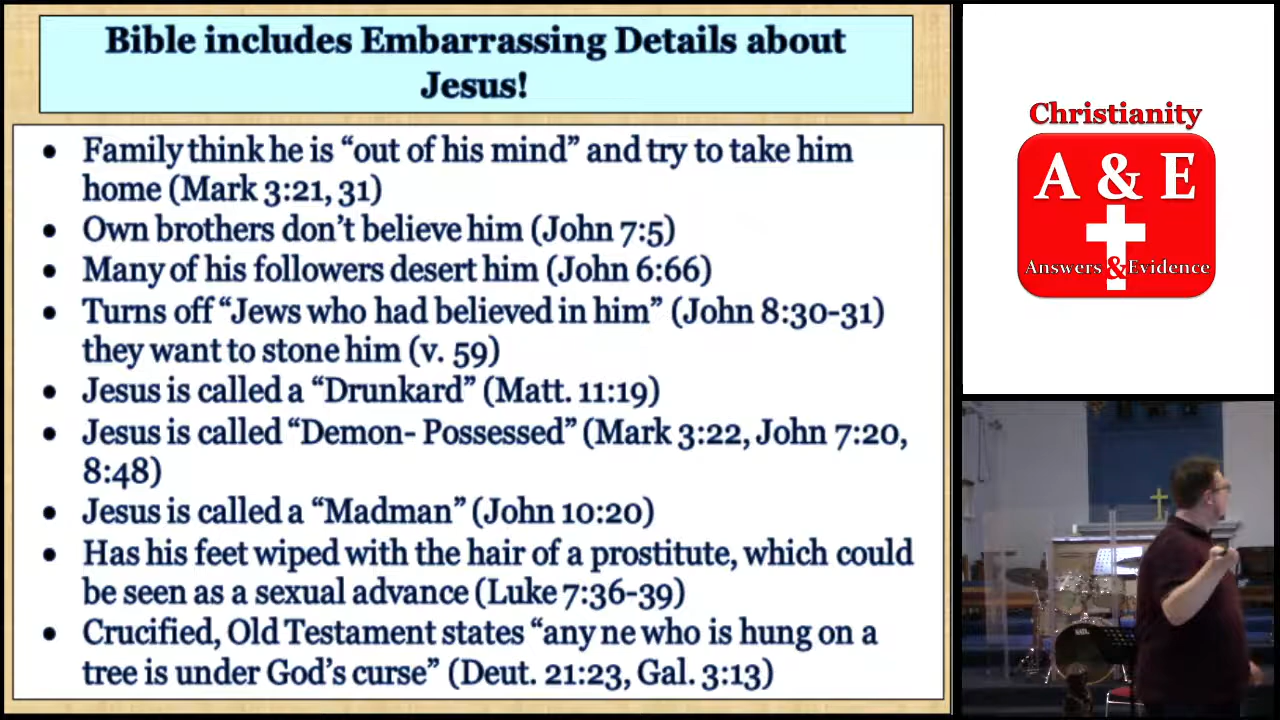 Bible includes Embarrassing Details about
Jesus!
• Family think he is “out of his mind” and try to take him
home (Mark 3:21, 31)
• Own brothers don’t believe him (John 7:5)
• Many of his followers desert him (John 6:66)
• Turns off “Jews who had believed in him” (John 8:30-31)
they want to stone him (v. 59)
• Jesus is called a “Drunkard” (Matt. 11:19)
• Jesus is called “Demon- Possessed” (Mark 3:22, John 7:20,
8:48)
• Jesus is called a “Madman” (John 10:20)
• Has his feet wiped with the hair of a prostitute, which could
be seen as a sexual advance (Luke 7:36-39)
• Crucified, Old Testament states “any ne who is hung on a
tree is under God’s curse” (Deut. 21:23, Gal. 3:13)
Christianity
A & E
Answers & Evidence